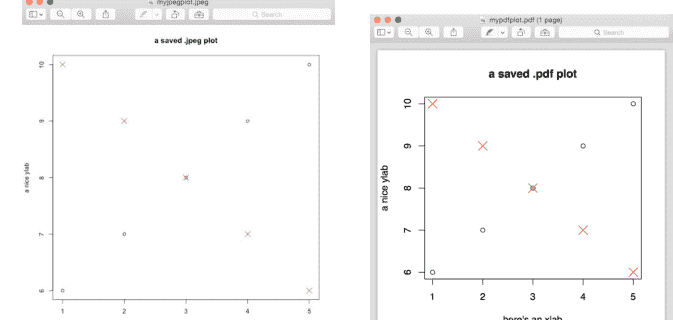 myjpegplot.jpeg
Search
a saved .jpeg plot
10
9
8
7
6
a nice ylab
1 2 3 4 5
mypdfplot.pdf (1 page)
Search
a saved .pdf plot
10
9
8
7
6
a nice ylab
1 2 3 4 5
here's an xlab